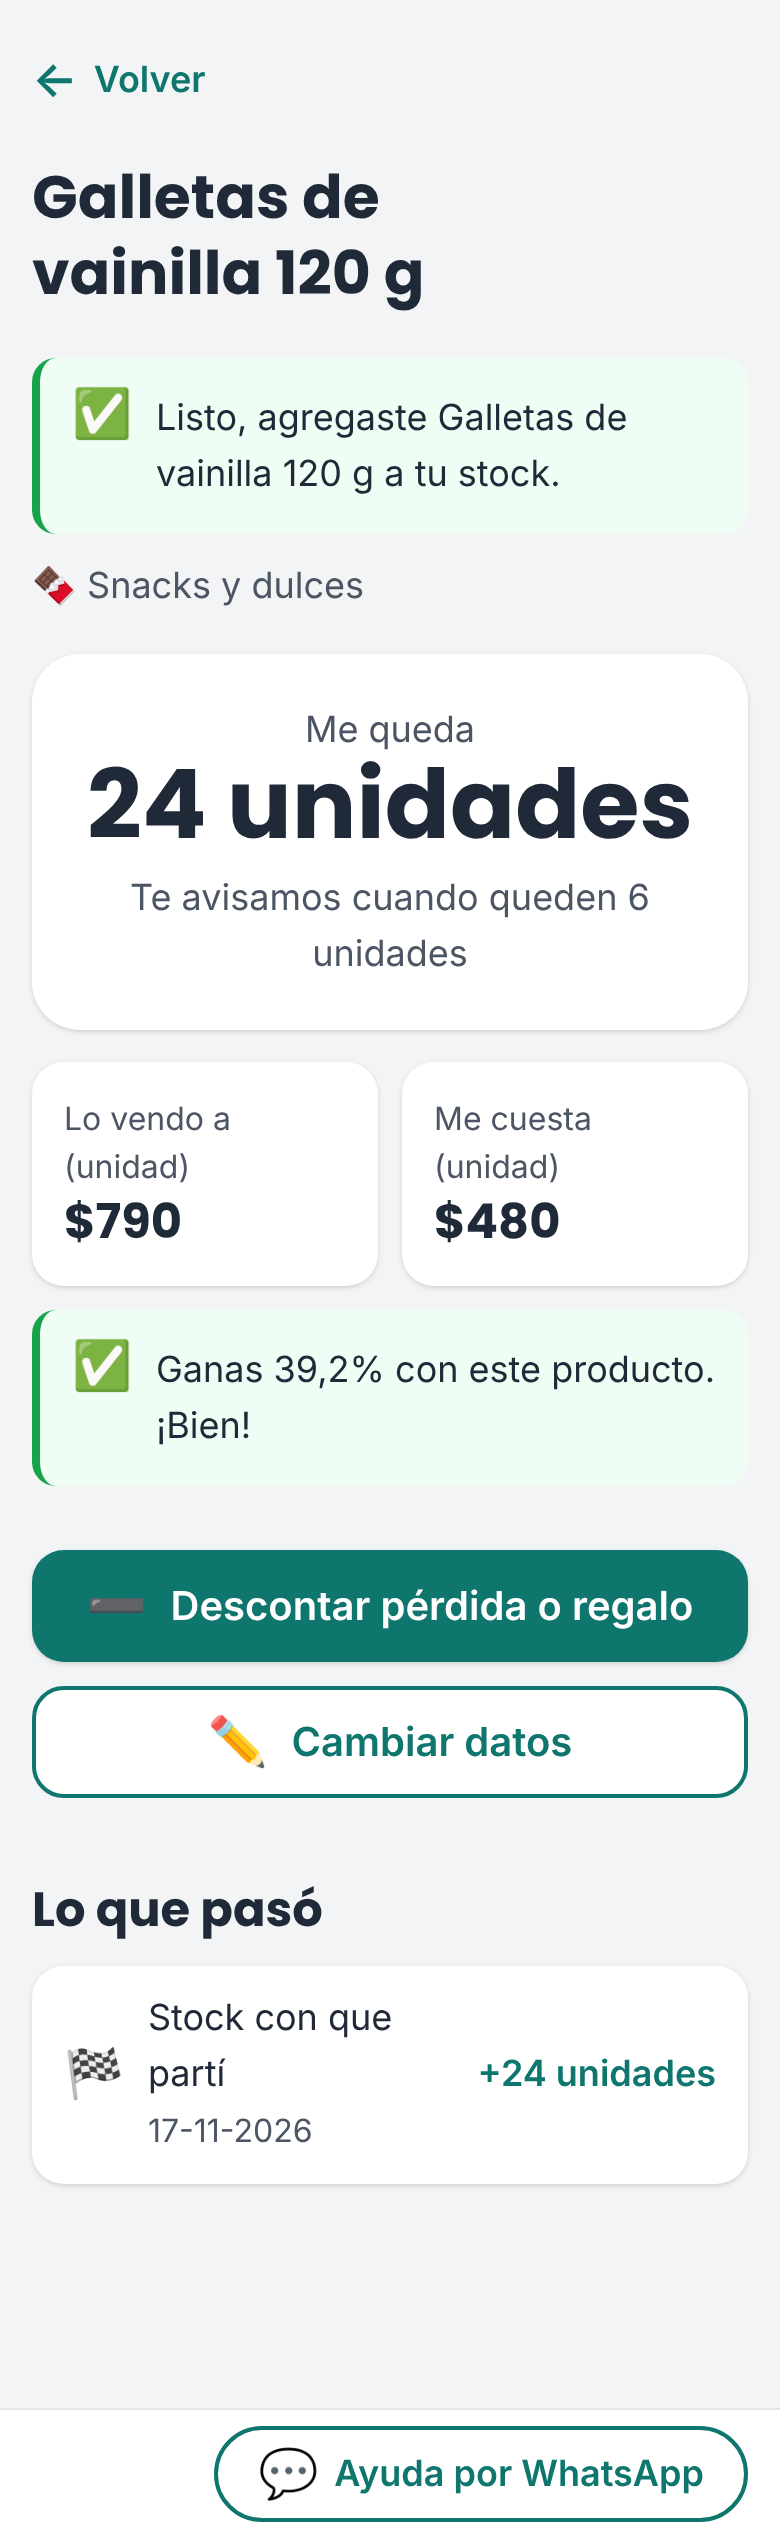 Volver
Galletas de
vainilla 120 g
Listo, agregaste Galletas de
vainilla 120 g a tu stock.
Snacks y dulces
Me queda
24 unidades
Te avisamos cuando queden 6
unidades
Lo vendo a
(unidad)
$790
Me cuesta
(unidad)
$480
Ganas 39,2% con este producto.
¡Bien!
Descontar pérdida o regalo
Cambiar datos
Lo que pasó
Stock con que
partí
17-11-2026
+24 unidades
Ayuda por WhatsApp